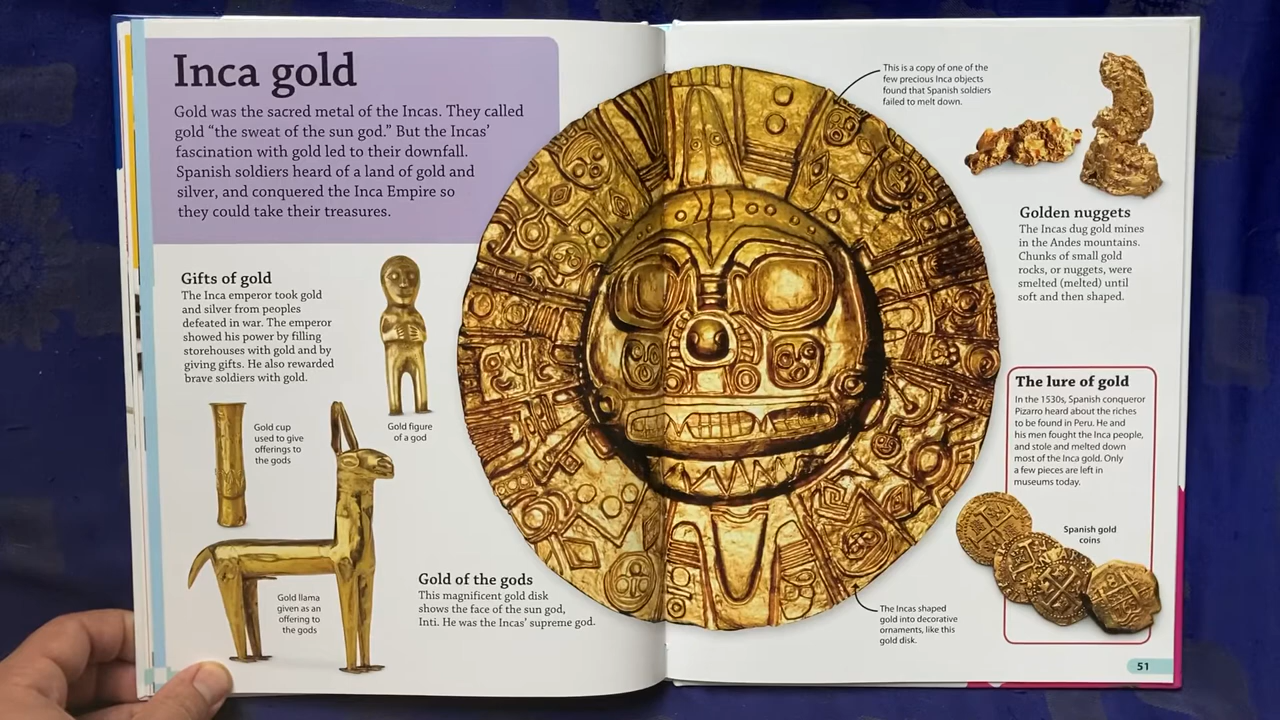 Inca gold
Gold was the sacred metal of the Incas. They called
gold “the sweat of the sun god.” But the Incas’
fascination with gold led to their downfall.
Spanish soldiers heard of a land of gold and
silver, and conquered the Inca Empire so
they could take their treasures.
Gifts of gold
The Inca emperor took gold
and silver from peoples
defeated in war. The emperor
showed his power by filling
storehouses with gold and by
giving gifts. He also rewarded
brave soldiers with gold.
Gold figure
of a god
Gold cup
used to give
offerings to
the gods
Gold llama
given as an
offering to
the gods
Gold of the gods
This magnificent gold disk
shows the face of the sun god,
Inti. He was the Incas’ supreme god.
This is a copy of one of the
few precious Inca objects
found that Spanish soldiers
failed to melt down.
Golden nuggets
The Incas dug gold mines
in the Andes mountains.
Chunks of small gold
rocks, or nuggets, were
smelted (melted) until
soft and then shaped.
The lure of gold
In the 1530s, Spanish conqueror
Pizarro heard about the riches
to be found in Peru. He and
his men fought the Inca people,
and stole and melted down
most of the Inca gold. Only
a few pieces are left in
museums today.
Spanish gold
coins
The Incas shaped
gold into decorative
ornaments, like this
gold disk.
51